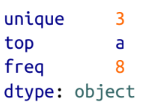 unique    3
top       a
freq      8
dtype: object